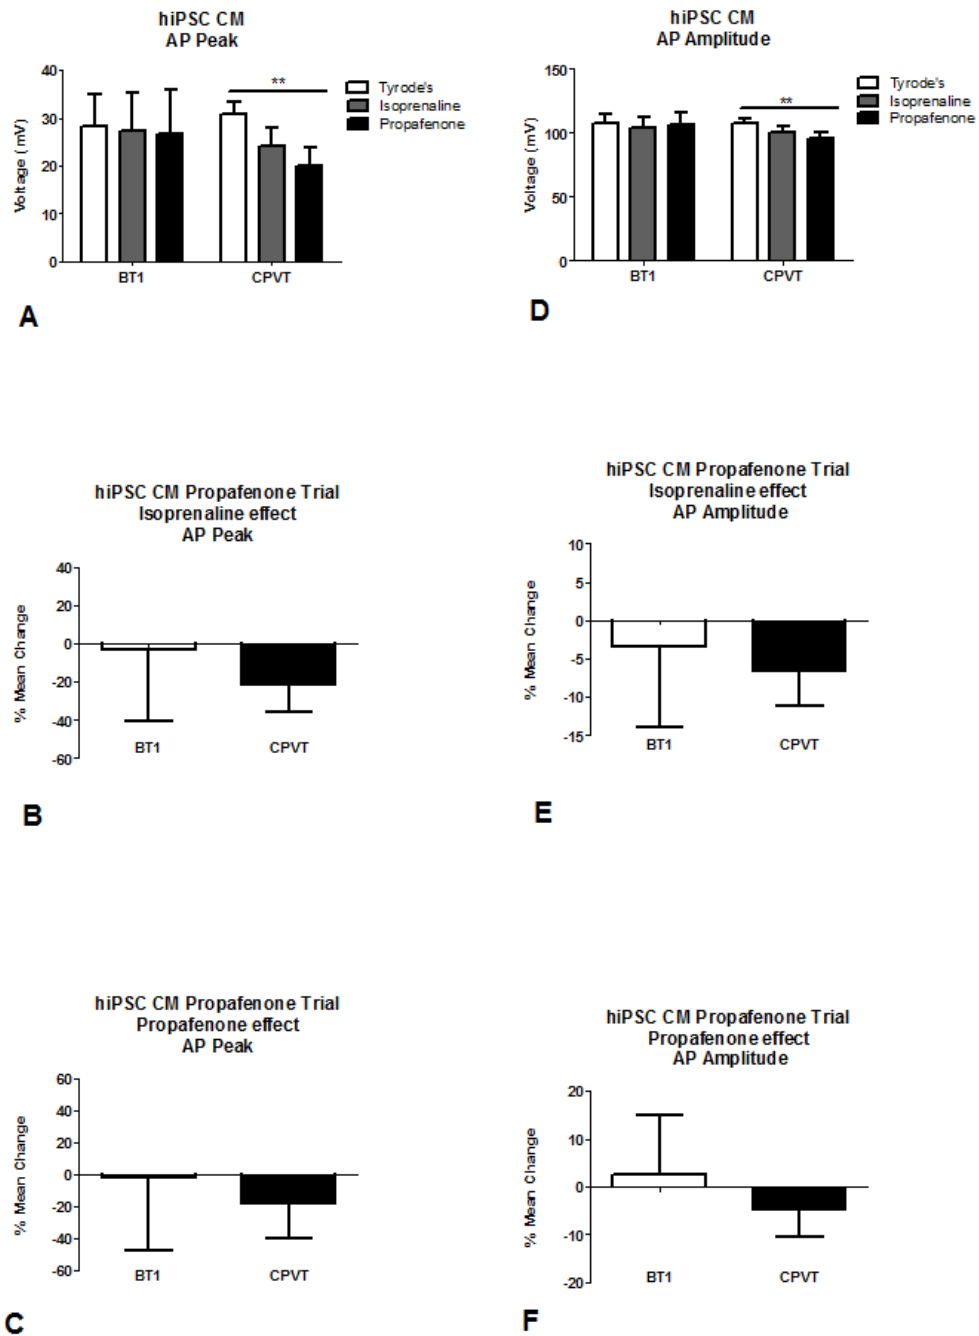 hiPSC CM
AP Peak
40
30
20
10
0
Voltage (mV)
**
Tyrode's
Isoprenaline
Propafenone
BT1
CPVT
A
hiPSC CM
AP Amplitude
150
100
50
0
Voltage (mV)
**
Tyrode's
Isoprenaline
Propafenone
BT1
CPVT
D
hiPSC CM Propafenone Trial
Isoprenaline effect
AP Peak
40
20
0
-20
-40
-60
% Mean Change
BT1
CPVT
B
hiPSC CM Propafenone Trial
Isoprenaline effect
AP Amplitude
10
5
0
-5
-10
-15
% Mean Change
BT1
CPVT
E
hiPSC CM Propafenone Trial
Propafenone effect
AP Peak
60
40
20
0
-20
-40
-60
% Mean Change
BT1
CPVT
C
hiPSC CM Propafenone Trial
Propafenone effect
AP Amplitude
20
10
0
-10
-20
% Mean Change
BT1
CPVT
F